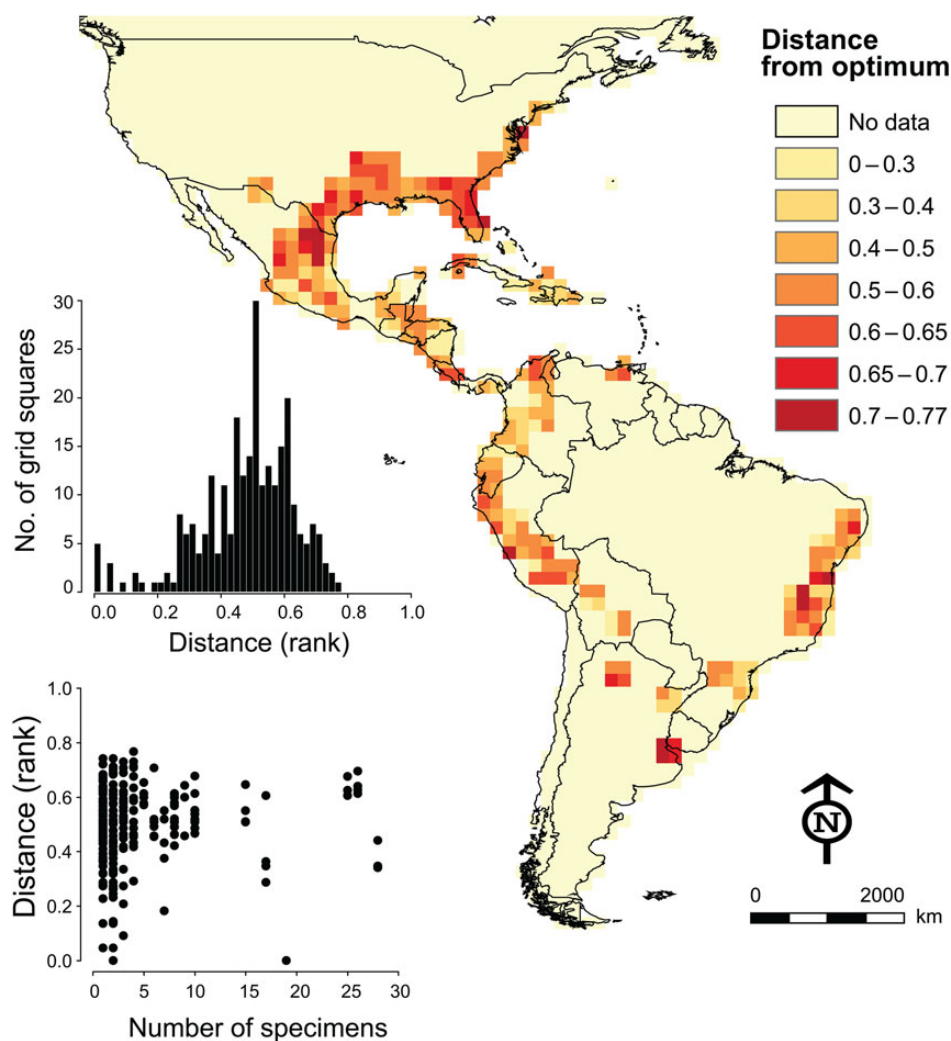 Distance
from optimum
No data
0 – 0.3
0.3 – 0.4
0.4 – 0.5
0.5 – 0.6
0.6 – 0.65
0.65 – 0.7
0.7 – 0.77
No. of grid squares
30
25
20
15
10
5
0
0.0 0.2 0.4 0.6 0.8 1.0
Distance (rank)
Distance (rank)
1.0
0.8
0.6
0.4
0.2
0.0
0 5 10 15 20 25 30
Number of specimens
N
0 2000
km